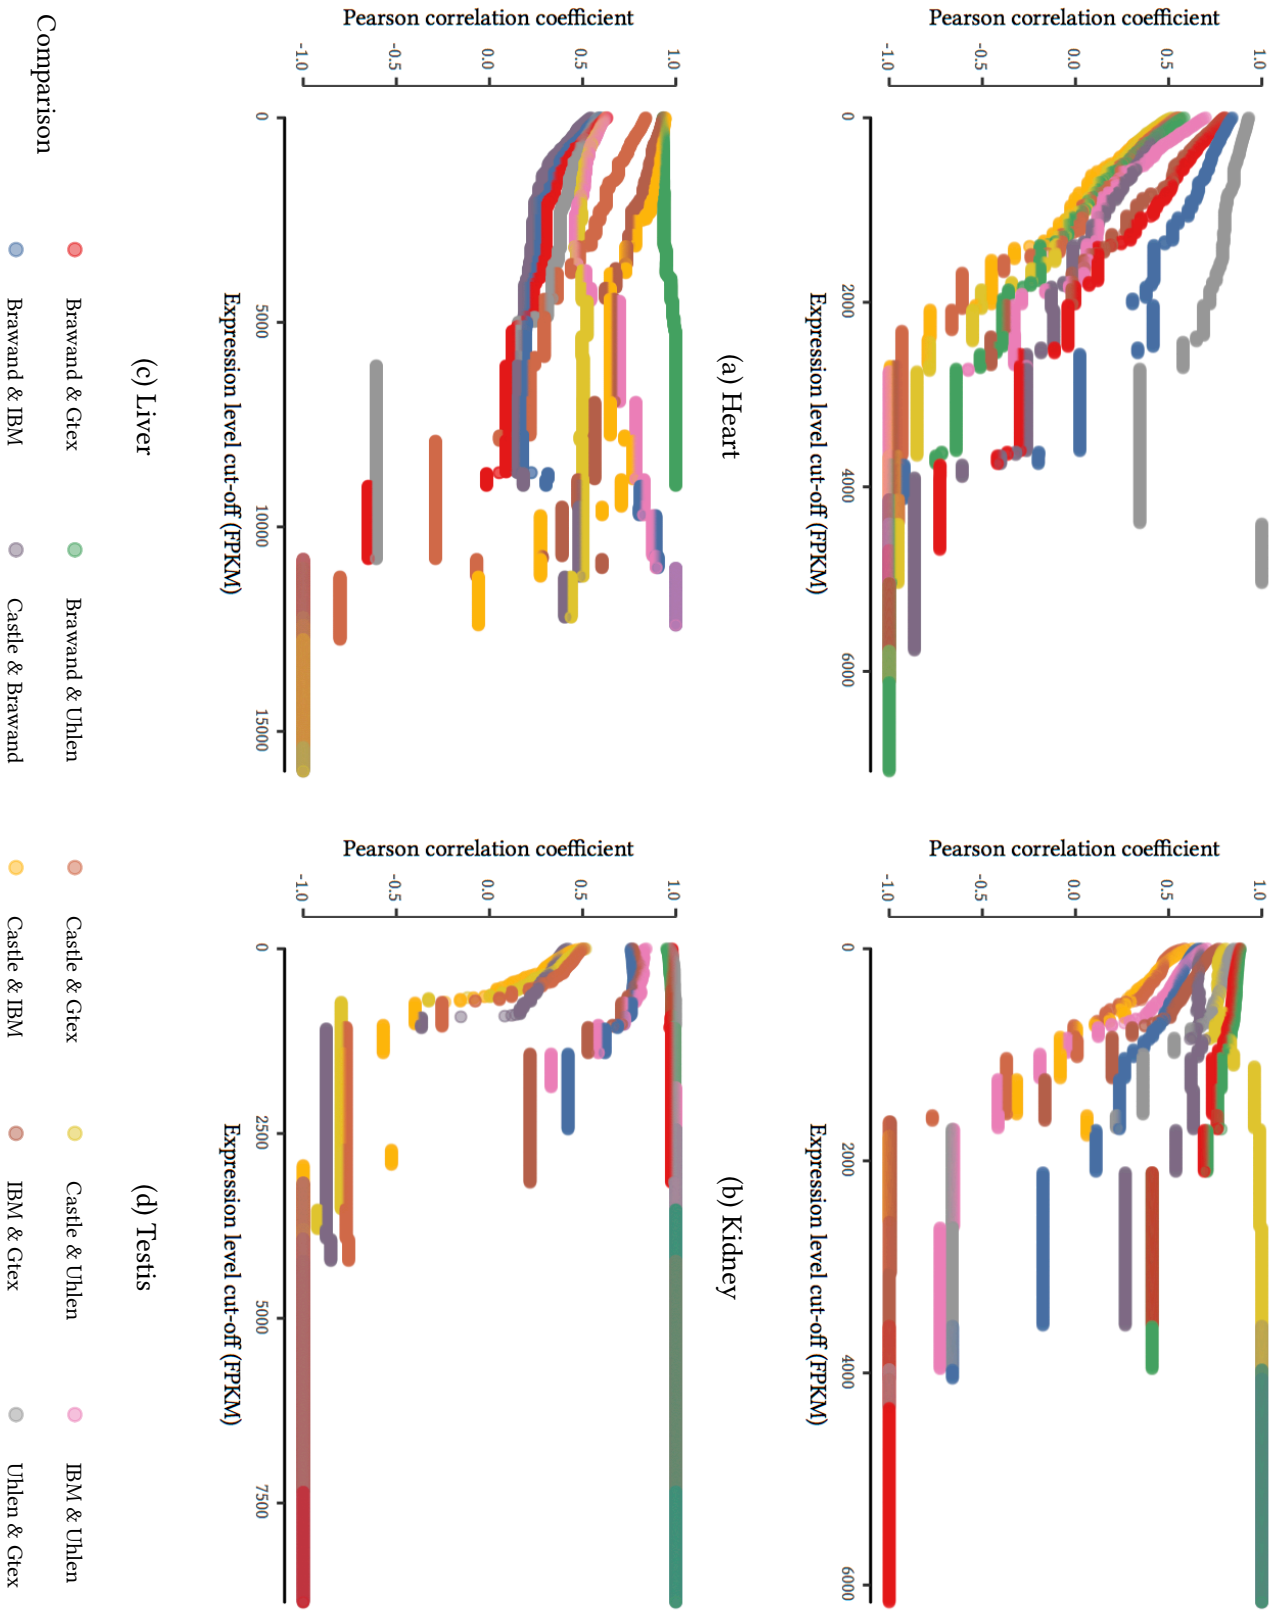 Pearson correlation coefficient
1.0
0.5
0.0
-0.5
-1.0
0
2000
4000
6000
Expression level cut-off (FPKM)
(a) Heart
Pearson correlation coefficient
1.0
0.5
0.0
-0.5
-1.0
0
2000
4000
6000
Expression level cut-off (FPKM)
(b) Kidney
Pearson correlation coefficient
1.0
0.5
0.0
-0.5
-1.0
0
5000
10000
15000
Expression level cut-off (FPKM)
(c) Liver
Pearson correlation coefficient
1.0
0.5
0.0
-0.5
-1.0
0
2500
5000
7500
Expression level cut-off (FPKM)
(d) Testis
Comparison
Brawand & Gtex
Brawand & Uhlen
Castle & Gtex
Castle & Uhlen
IBM & Uhlen
Brawand & IBM
Castle & Brawand
Castle & IBM
IBM & Gtex
Uhlen & Gtex